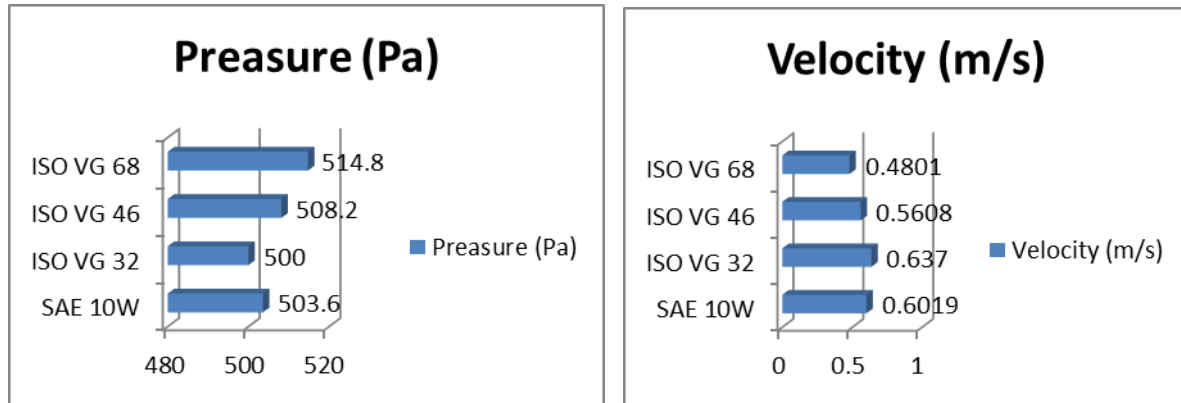 Preasure (Pa)
ISO VG 68
514.8
ISO VG 46
508.2
ISO VG 32
500
SAE 10W
503.6
480 500 520
Preasure (Pa)
Velocity (m/s)
ISO VG 68
0.4801
ISO VG 46
0.5608
ISO VG 32
0.637
SAE 10W
0.6019
0 0.5 1
Velocity (m/s)